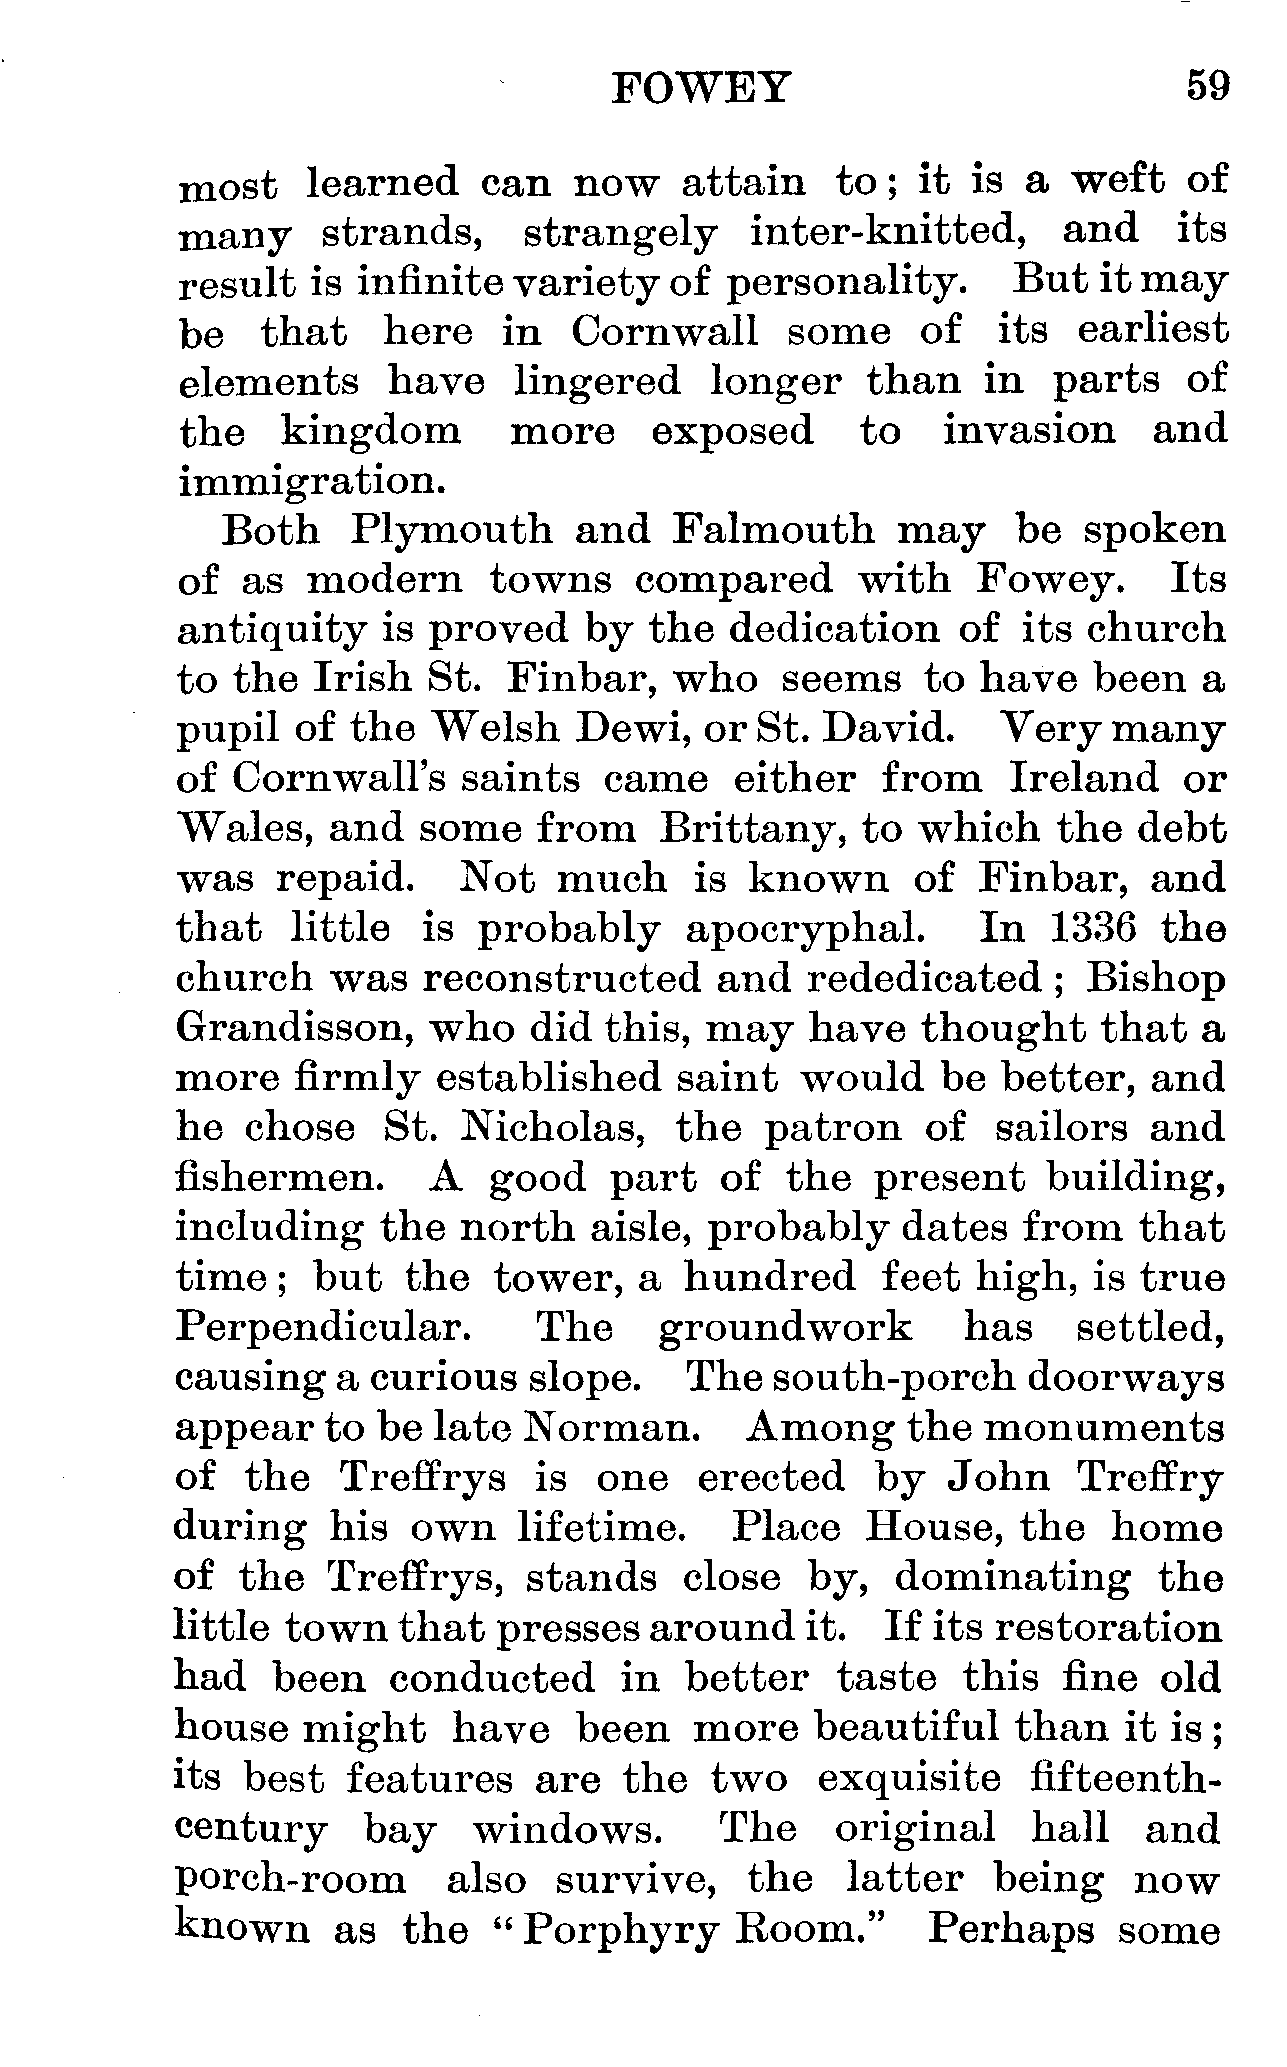 FOWEY 59
most learned can now attain to; it is a weft of
many strands, strangely inter-knitted, and its
result is infinite variety of personality. But it may
be that here in Cornwall some of its earliest
elements have lingered longer than in parts of
the kingdom more exposed to invasion and
immigration.
Both Plymouth and Falmouth may be spoken
of as modern towns compared with Fowey. Its
antiquity is proved by the dedication of its church
to the Irish St. Finbar, who seems to have been a
pupil of the Welsh Dewi, or St. David. Very many
of Cornwall's saints came either from Ireland or
Wales, and some from Brittany, to which the debt
was repaid. Not much is known of Finbar, and
that little is probably apocryphal. In 1336 the
church was reconstructed and rededicated; Bishop
Grandisson, who did this, may have thought that a
more firmly established saint would be better, and
he chose St. Nicholas, the patron of sailors and
fishermen. A good part of the present building,
including the north aisle, probably dates from that
time; but the tower, a hundred feet high, is true
Perpendicular. The groundwork has settled,
causing a curious slope. The south-porch doorways
appear to be late Norman. Among the monuments
of the Treffrys is one erected by John Treffry
during his own lifetime. Place House, the home
of the Treffrys, stands close by, dominating the
little town that presses around it. If its restoration
had been conducted in better taste this fine old
house might have been more beautiful than it is;
its best features are the two exquisite fifteenth-
century bay windows. The original hall and
porch-room also survive, the latter being now
known as the "Porphyry Room." Perhaps some